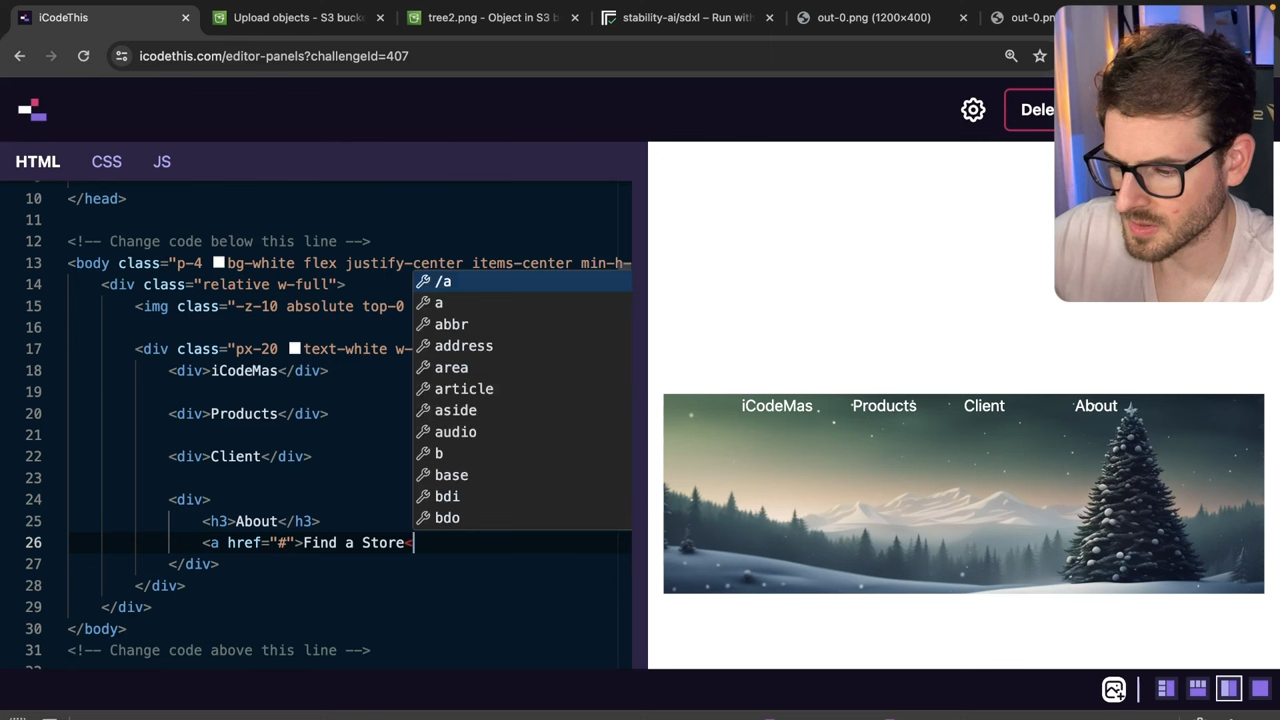 iCodeThis
Upload objects - S3 buck
tree2.png - Object in S3 b
stability-ai/sdxl – Run with
out-0.png (1200×400)
out-0.pn
icodethis.com/editor-panels?challengeId=407
Dele
HTML
CSS
JS
10 </head>
11
12 <!-- Change code below this line -->
13 <body class="p-4 bg-white flex justify-center items-center min-h-
14 <div class="relative w-full">
15 <img class="-z-10 absolute top-0
16
17 <div class="px-20 text-white w-
18 <div>iCodeMas</div>
19
20 <div>Products</div>
21
22 <div>Client</div>
23
24 <div>
25 <h3>About</h3>
26 <a href="#">Find a Store<
27 </div>
28 </div>
29 </div>
30 </body>
31 <!-- Change code above this line -->
/a
a
abbr
address
area
article
aside
audio
b
base
bdi
bdo
iCodeMas
Products
Client
About